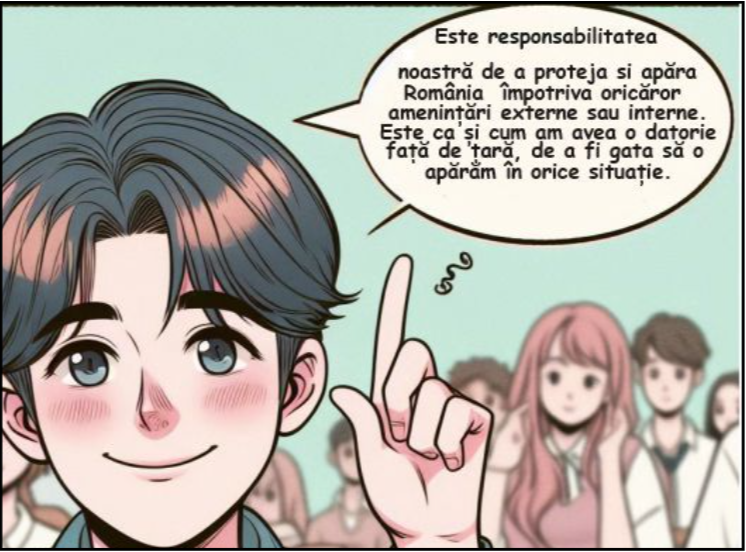 Este responsabilitatea
noastră de a proteja si apăra
România împotriva oricăror
amenințări externe sau interne.
Este ca și cum am avea o datorie
față de țară, de a fi gata să o
apărăm în orice situație.